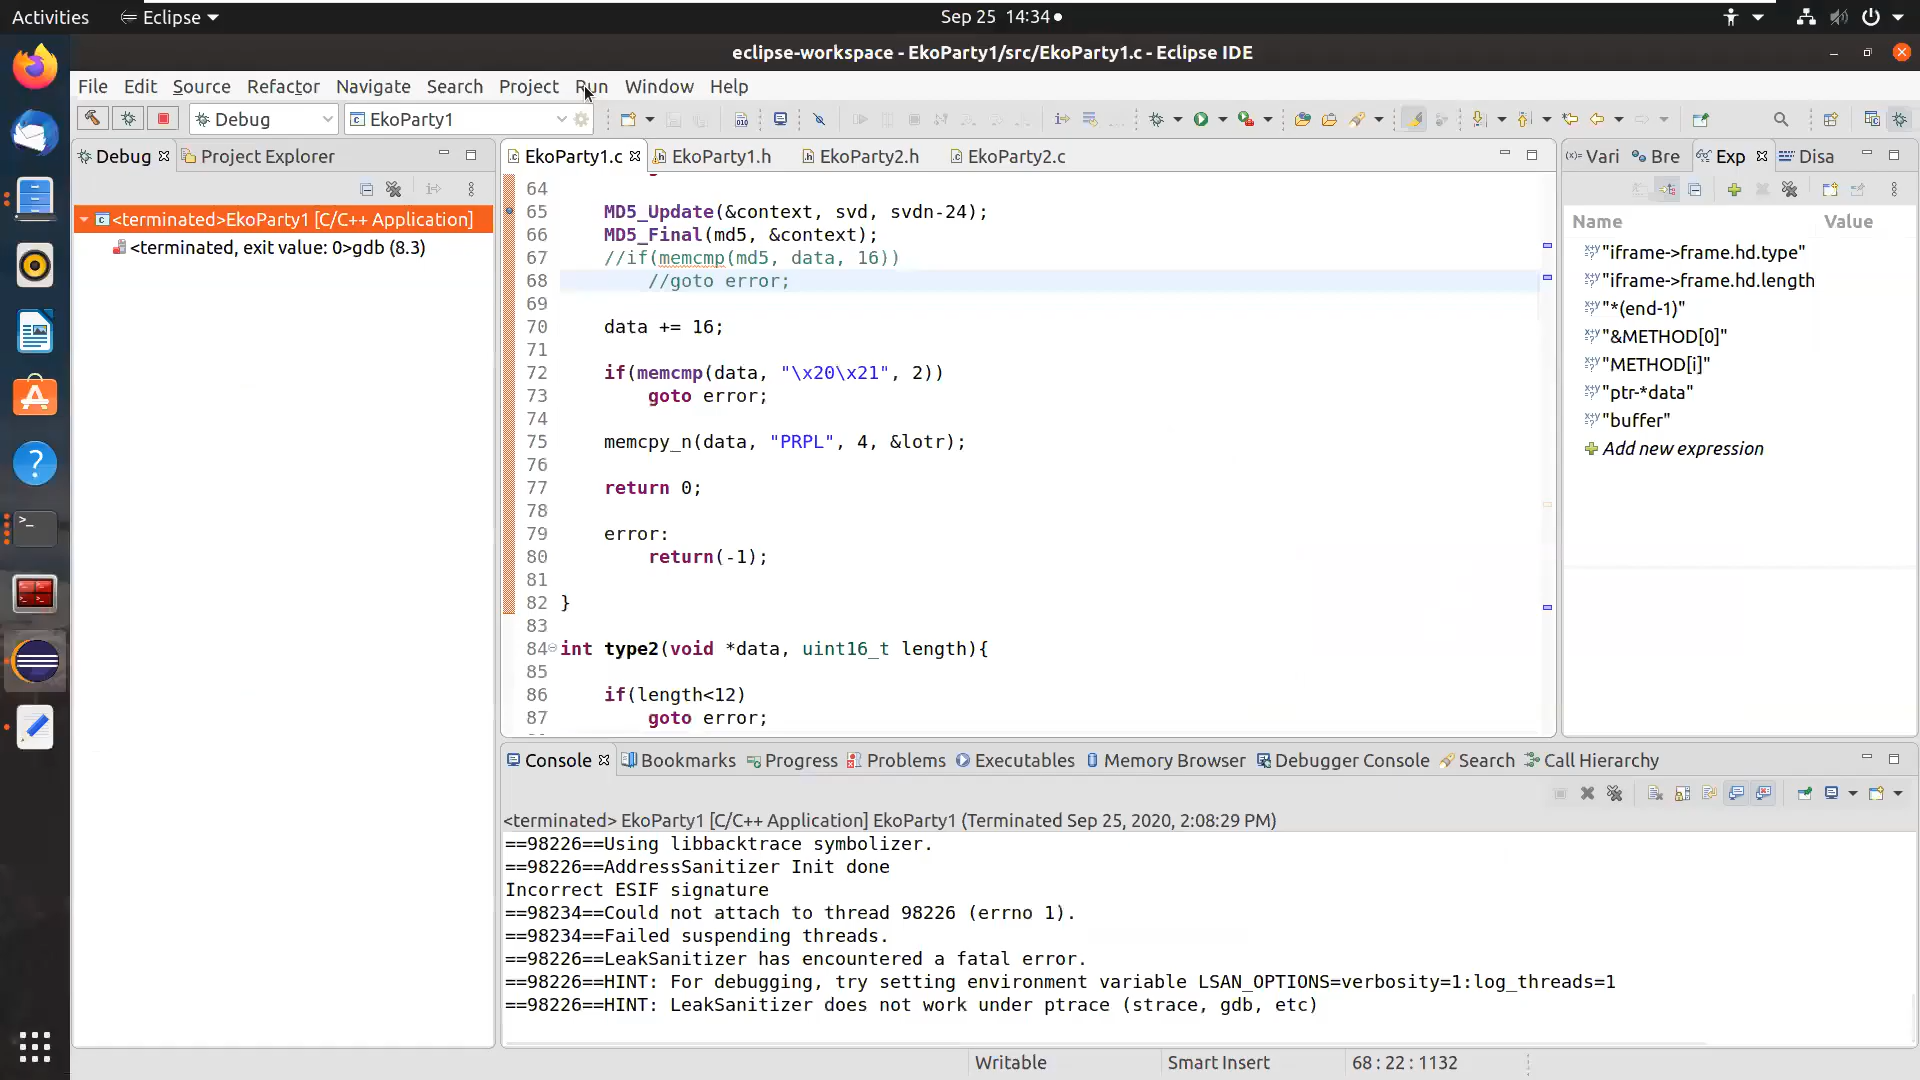 Activities Eclipse Sep 25 14:34
eclipse-workspace - EkoParty1/src/EkoParty1.c - Eclipse IDE
File Edit Source Refactor Navigate Search Project Run Window Help
Debug EkoParty1
Debug Project Explorer
<terminated>EkoParty1 [C/C++ Application]
<terminated, exit value: 0>gdb (8.3)
EkoParty1.c EkoParty1.h EkoParty2.h EkoParty2.c
64
65 MD5_Update(&context, svd, svdn-24);
66 MD5_Final(md5, &context);
67 //if(memcmp(md5, data, 16))
68 //goto error;
69
70 data += 16;
71
72 if(memcmp(data, "\x20\x21", 2))
73 goto error;
74
75 memcpy_n(data, "PRPL", 4, &lotr);
76
77 return 0;
78
79 error:
80 return(-1);
81
82 }
83
84 int type2(void *data, uint16_t length){
85
86 if(length<12)
87 goto error;
Vari Bre Exp Disa
Name Value
"iframe->frame.hd.type"
"iframe->frame.hd.length
"*(end-1)"
"&METHOD[0]"
"METHOD[i]"
"ptr-*data"
"buffer"
Add new expression
Console Bookmarks Progress Problems Executables Memory Browser Debugger Console Search Call Hierarchy
<terminated> EkoParty1 [C/C++ Application] EkoParty1 (Terminated Sep 25, 2020, 2:08:29 PM)
==98226==Using libbacktrace symbolizer.
==98226==AddressSanitizer Init done
Incorrect ESIF signature
==98234==Could not attach to thread 98226 (errno 1).
==98234==Failed suspending threads.
==98226==LeakSanitizer has encountered a fatal error.
==98226==HINT: For debugging, try setting environment variable LSAN_OPTIONS=verbosity=1:log_threads=1
==98226==HINT: LeakSanitizer does not work under ptrace (strace, gdb, etc)
Writable Smart Insert 68 : 22 : 1132